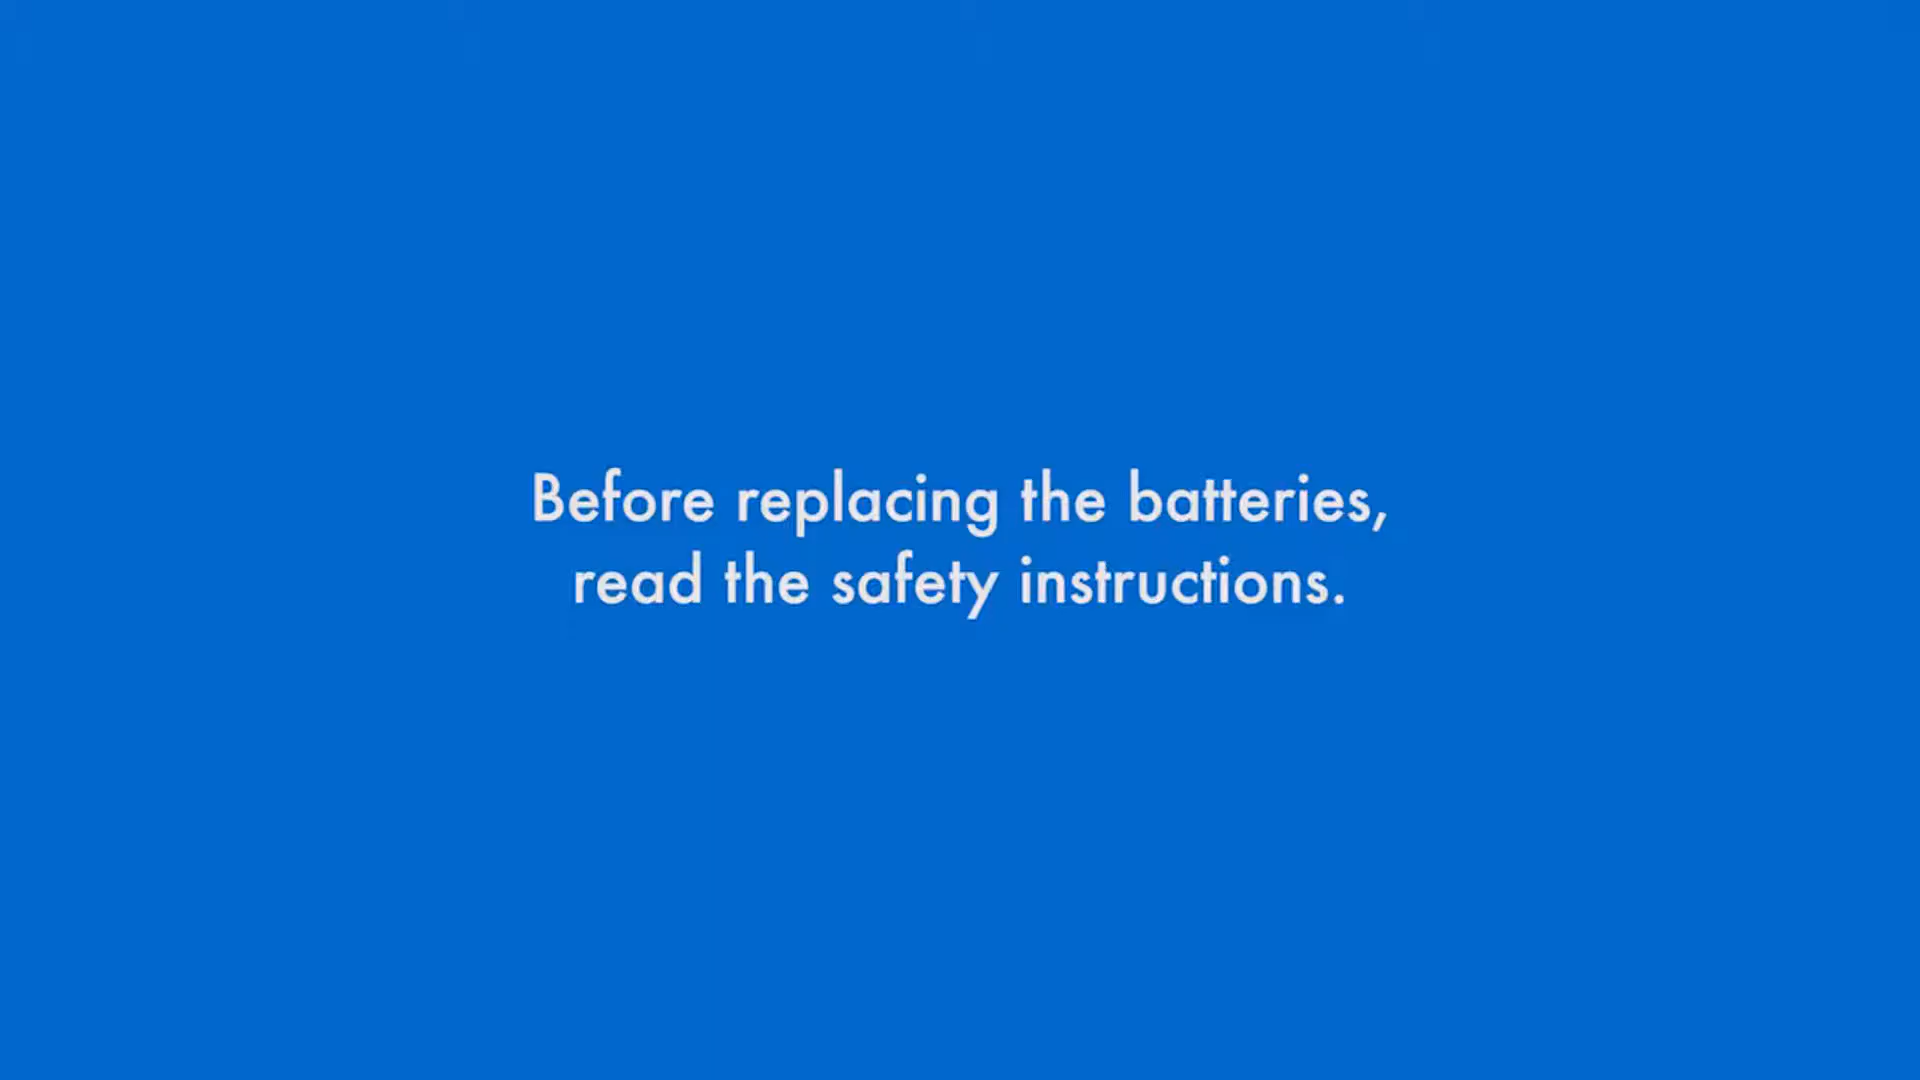 Before replacing the batteries,
read the safety instructions.